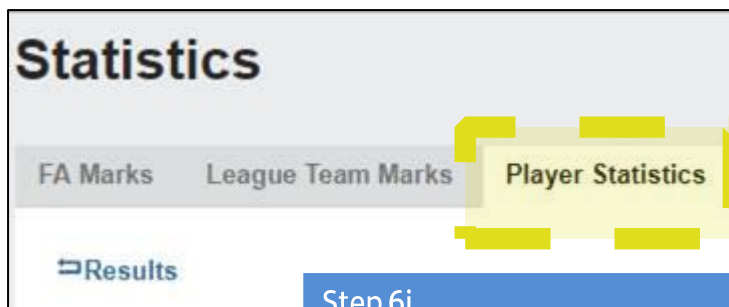 Statistics
FA Marks League Team Marks Player Statistics
Results
Step 6i